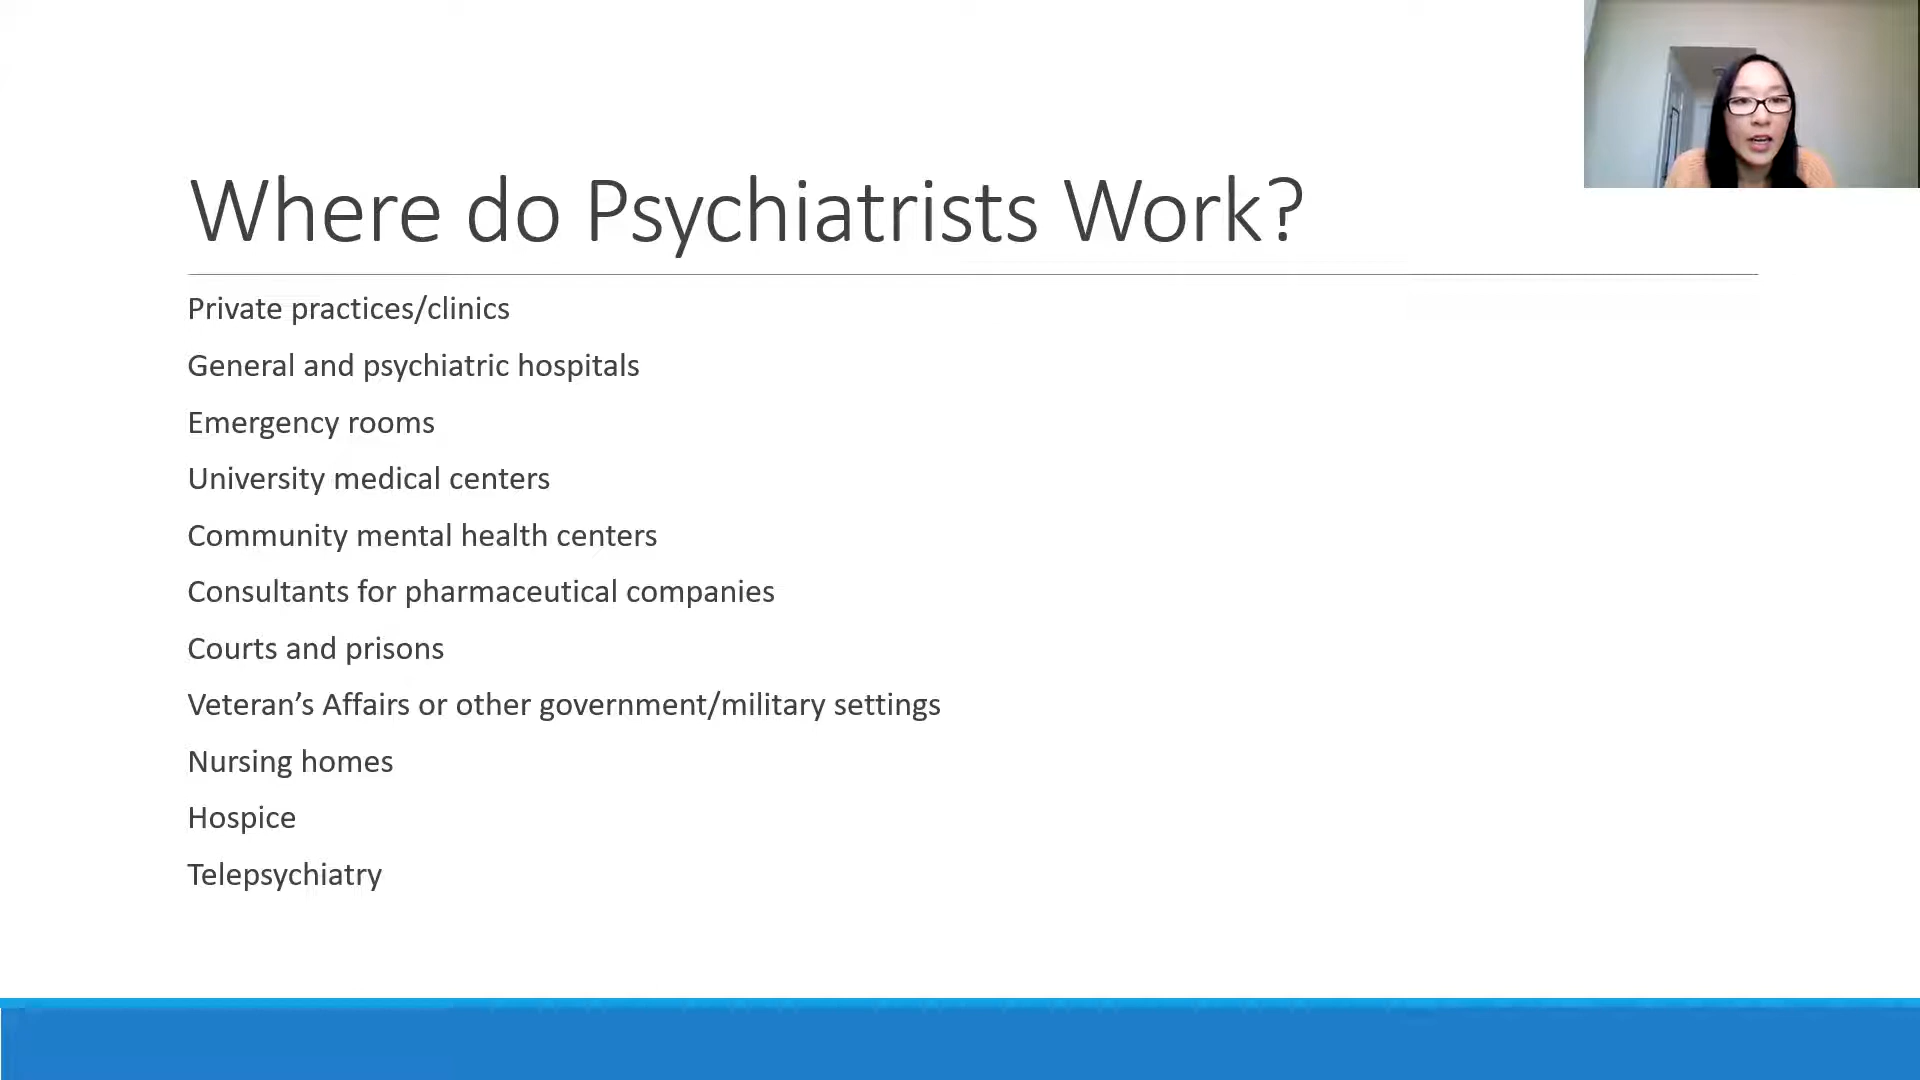 Where do Psychiatrists Work?
Private practices/clinics
General and psychiatric hospitals
Emergency rooms
University medical centers
Community mental health centers
Consultants for pharmaceutical companies
Courts and prisons
Veteran’s Affairs or other government/military settings
Nursing homes
Hospice
Telepsychiatry